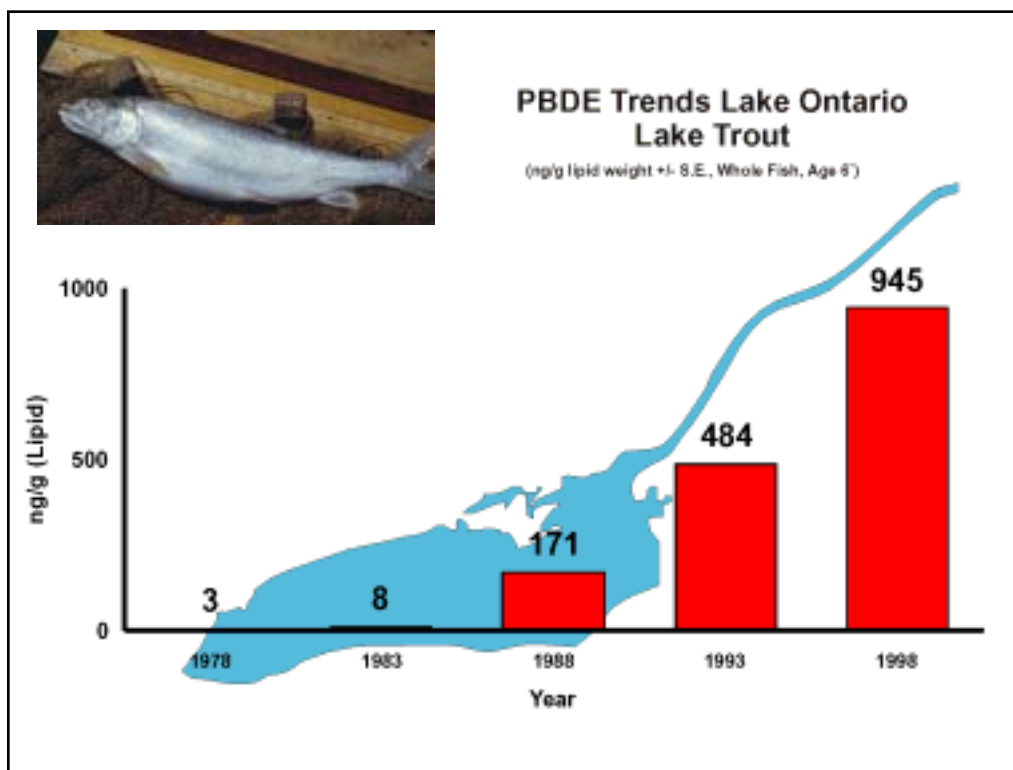 PBDE Trends Lake Ontario
Lake Trout
(ng/g lipid weight +/- S.E., Whole Fish, Age 6+)
1000
500
0
ng/g (Lipid)
3
8
171
484
945
1978
1983
1988
1993
1998
Year